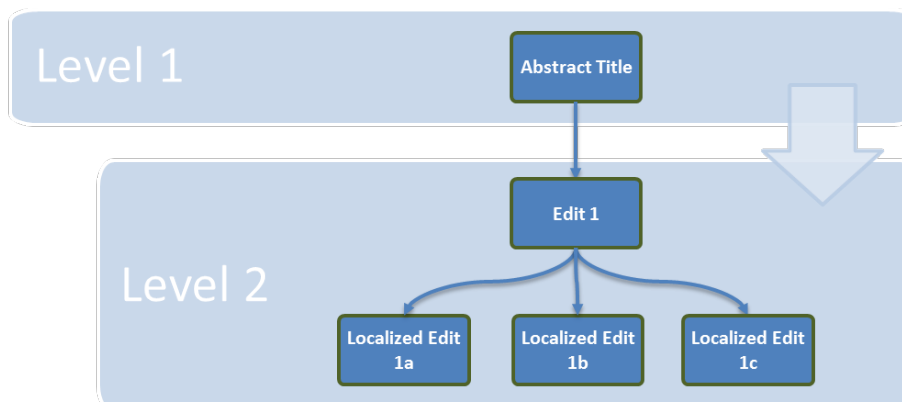 Level 1
Abstract Title
Edit 1
Level 2
Localized Edit
1a
Localized Edit
1b
Localized Edit
1c